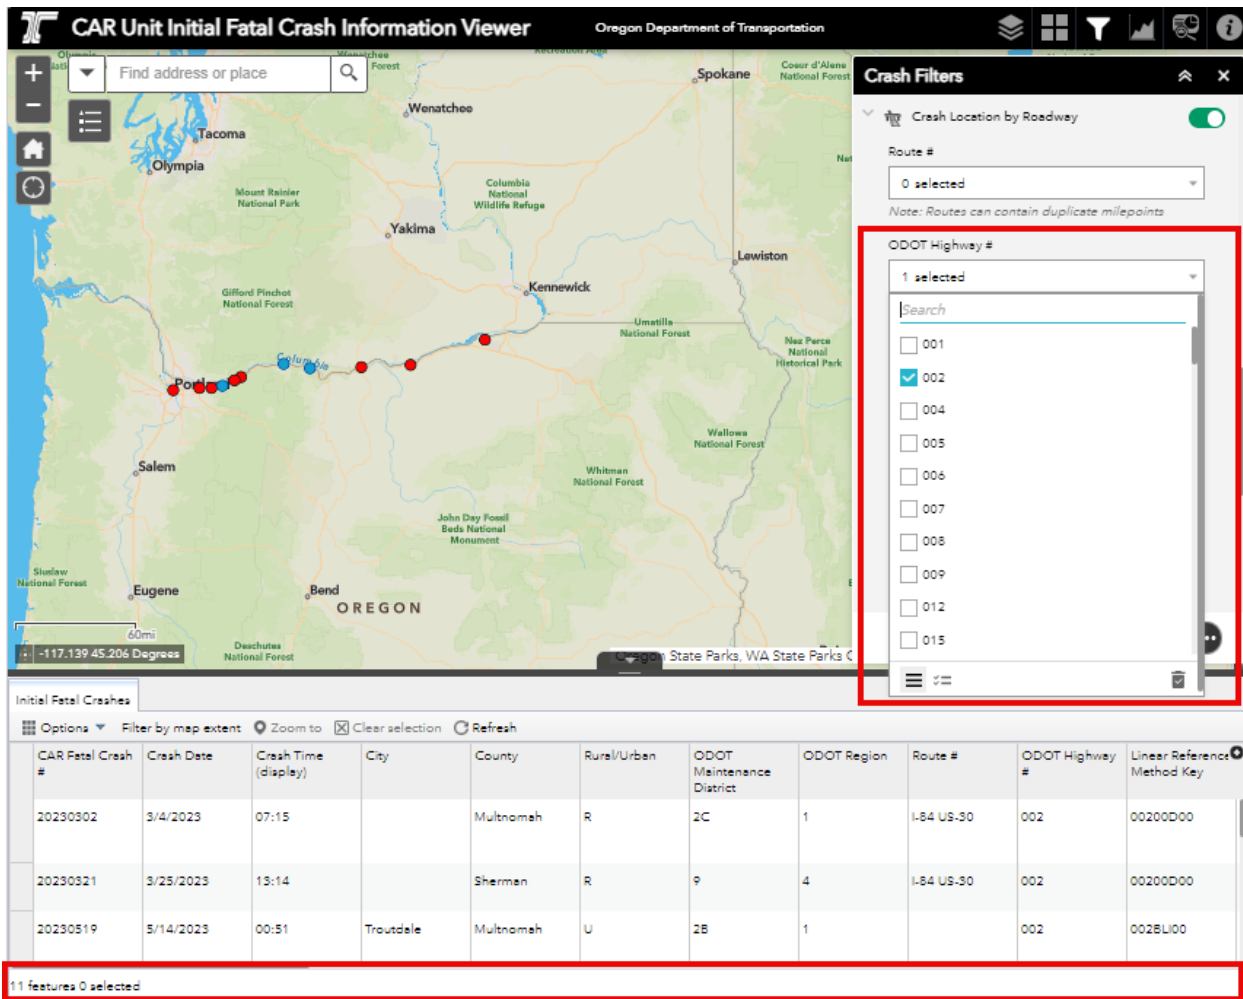 CAR Unit Initial Fatal Crash Information Viewer
Oregon Department of Transportation
Find address or place
Crash Filters
Crash Location by Roadway
Route #
0 selected
Note: Routes can contain duplicate milepoints
ODOT Highway #
1 selected
Search
001
002
004
005
006
007
008
009
012
015
Wenatchee
Forest
Recreation Area
Spokane
Coeur d'Alene
National Forest
Wenatchee
Tacoma
Olympia
Mount Rainier
National Park
Columbia
National
Wildlife Refuge
Yakima
Lewiston
Gifford Pinchot
National Forest
Kennewick
Umatilla
National Forest
Nez Perce
National
Historical Park
Columbia
Wallowa
National Forest
Salem
Whitman
National Forest
John Day Fossil
Beds National
Monument
Siuslaw
National Forest
Eugene
Bend
OREGON
60mi
-117.139 45.206 Degrees
Deschutes
National Forest
Oregon State Parks, WA State Parks
Initial Fatal Crashes
Options
Filter by map extent
Zoom to
Clear selection
Refresh
CAR Fatal Crash #
Crash Date
Crash Time (display)
City
County
Rural/Urban
ODOT Maintenance District
ODOT Region
Route #
ODOT Highway #
Linear Reference Method Key
20230302 3/4/2023 07:15 Multnomah R 2C 1 I-84 US-30 002 00200D00
20230321 3/25/2023 13:14 Sherman R 9 4 I-84 US-30 002 00200D00
20230519 5/14/2023 00:51 Troutdale Multnomah U 2B 1 002 002BLI00
11 features 0 selected